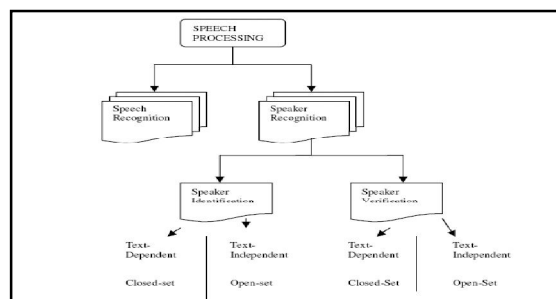 SPEECH
PROCESSING
Speech
Recognition
Speaker
Recognition
Speaker
Identification
Speaker
Verification
Text-
Dependent
Text-
Independent
Text-
Dependent
Text-
Independent
Closed-set
Open-set
Closed-Set
Open-Set